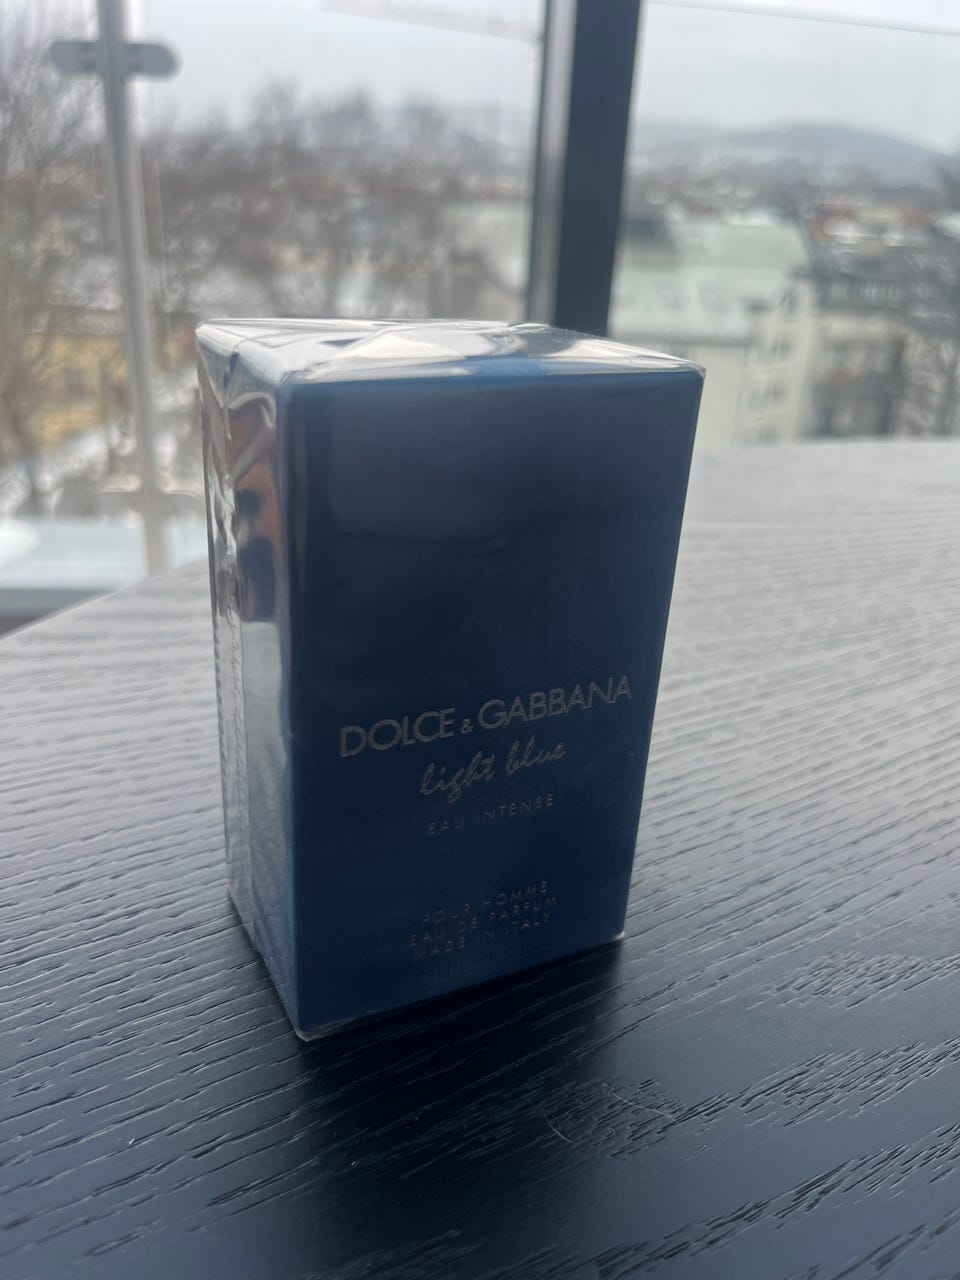 DOLCE & GABBANA
light blue
EAU INTENSE
POUR HOMME
EAU DE PARFUM
MADE IN ITALY